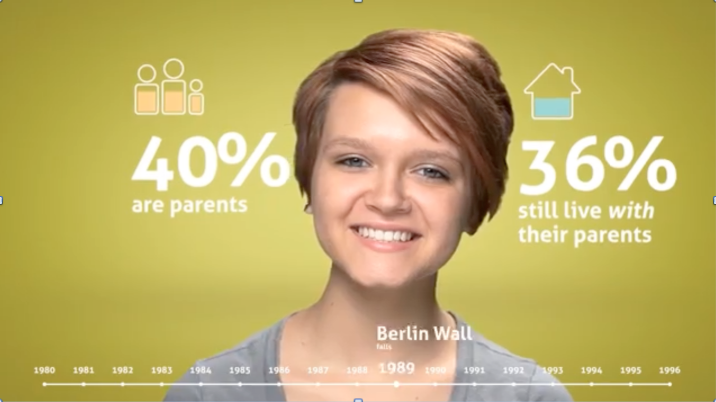 40%
are parents
36%
still live with
their parents
Berlin Wall
falls
1980 1981 1982 1983 1984 1985 1986 1987 1988 1989 1990 1991 1992 1993 1994 1995 1996